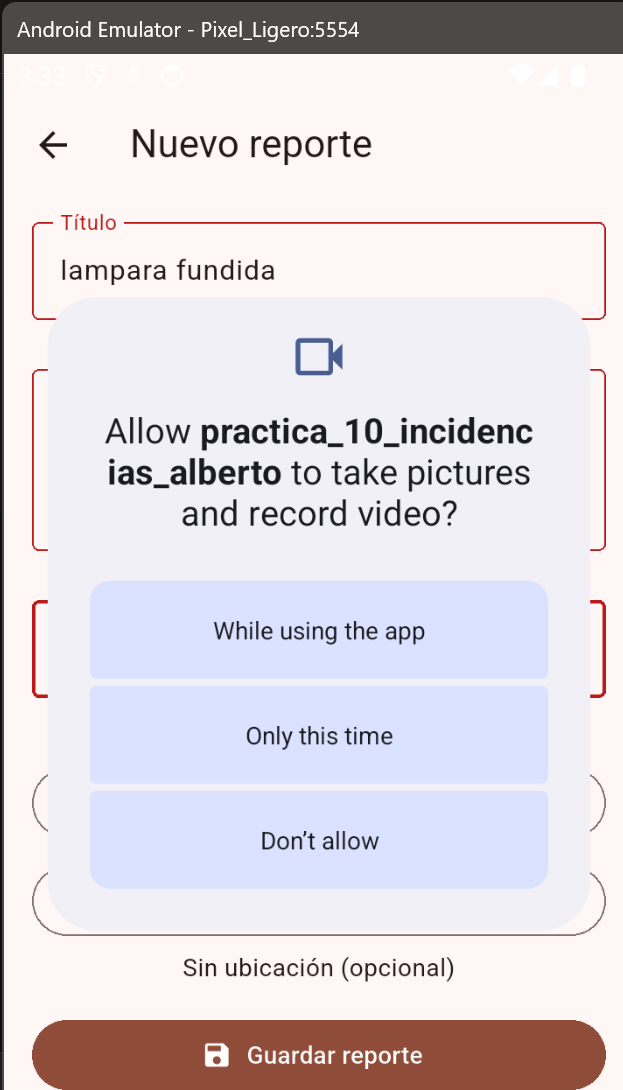 Android Emulator - Pixel_Ligero:5554
3:33
Nuevo reporte
Título
lampara fundida
Allow practica_10_incidenc
ias_alberto to take pictures
and record video?
While using the app
Only this time
Don’t allow
Sin ubicación (opcional)
Guardar reporte